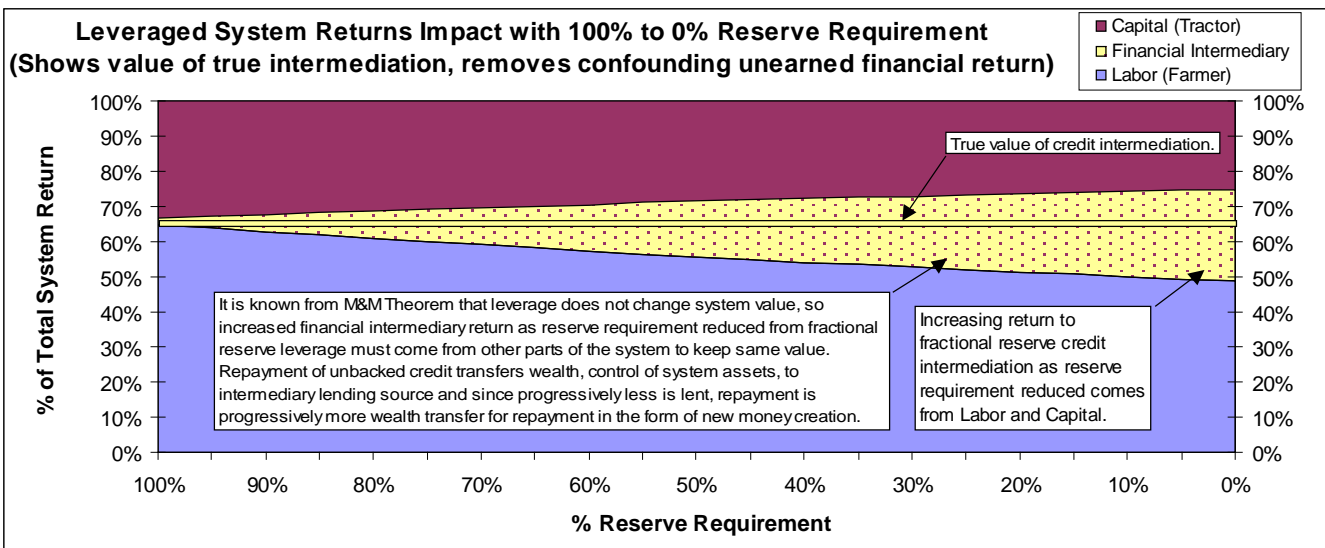 Leveraged System Returns Impact with 100% to 0% Reserve Requirement
(Shows value of true intermediation, removes confounding unearned financial return)
Capital (Tractor)
Financial Intermediary
Labor (Farmer)
% of Total System Return
100%
90%
80%
70%
60%
50%
40%
30%
20%
10%
0%
True value of credit intermediation.
It is known from M&M Theorem that leverage does not change system value, so
increased financial intermediary return as reserve requirement reduced from fractional
reserve leverage must come from other parts of the system to keep same value.
Repayment of unbacked credit transfers wealth, control of system assets, to
intermediary lending source and since progressively less is lent, repayment is
progressively more wealth transfer for repayment in the form of new money creation.
Increasing return to
fractional reserve credit
intermediation as reserve
requirement reduced comes
from Labor and Capital.
100%
90%
80%
70%
60%
50%
40%
30%
20%
10%
0%
100% 90% 80% 70% 60% 50% 40% 30% 20% 10% 0%
% Reserve Requirement